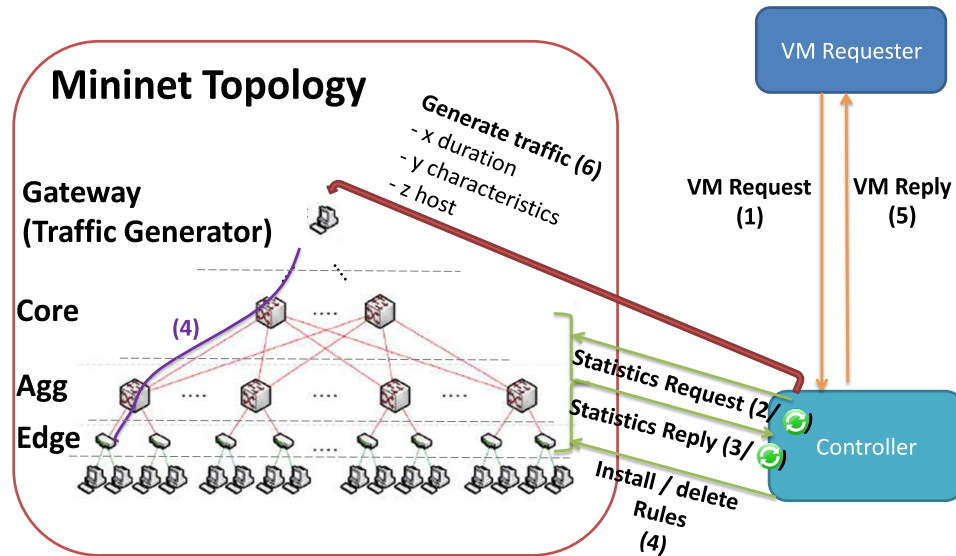 Mininet Topology
VM Requester
Generate traffic (6)
- x duration
- y characteristics
- z host
VM Request
(1)
VM Reply
(5)
Gateway
(Traffic Generator)
Core
(4)
Agg
Edge
Statistics Request (2/ )
Statistics Reply (3/ )
Install / delete
Rules
(4)
Controller